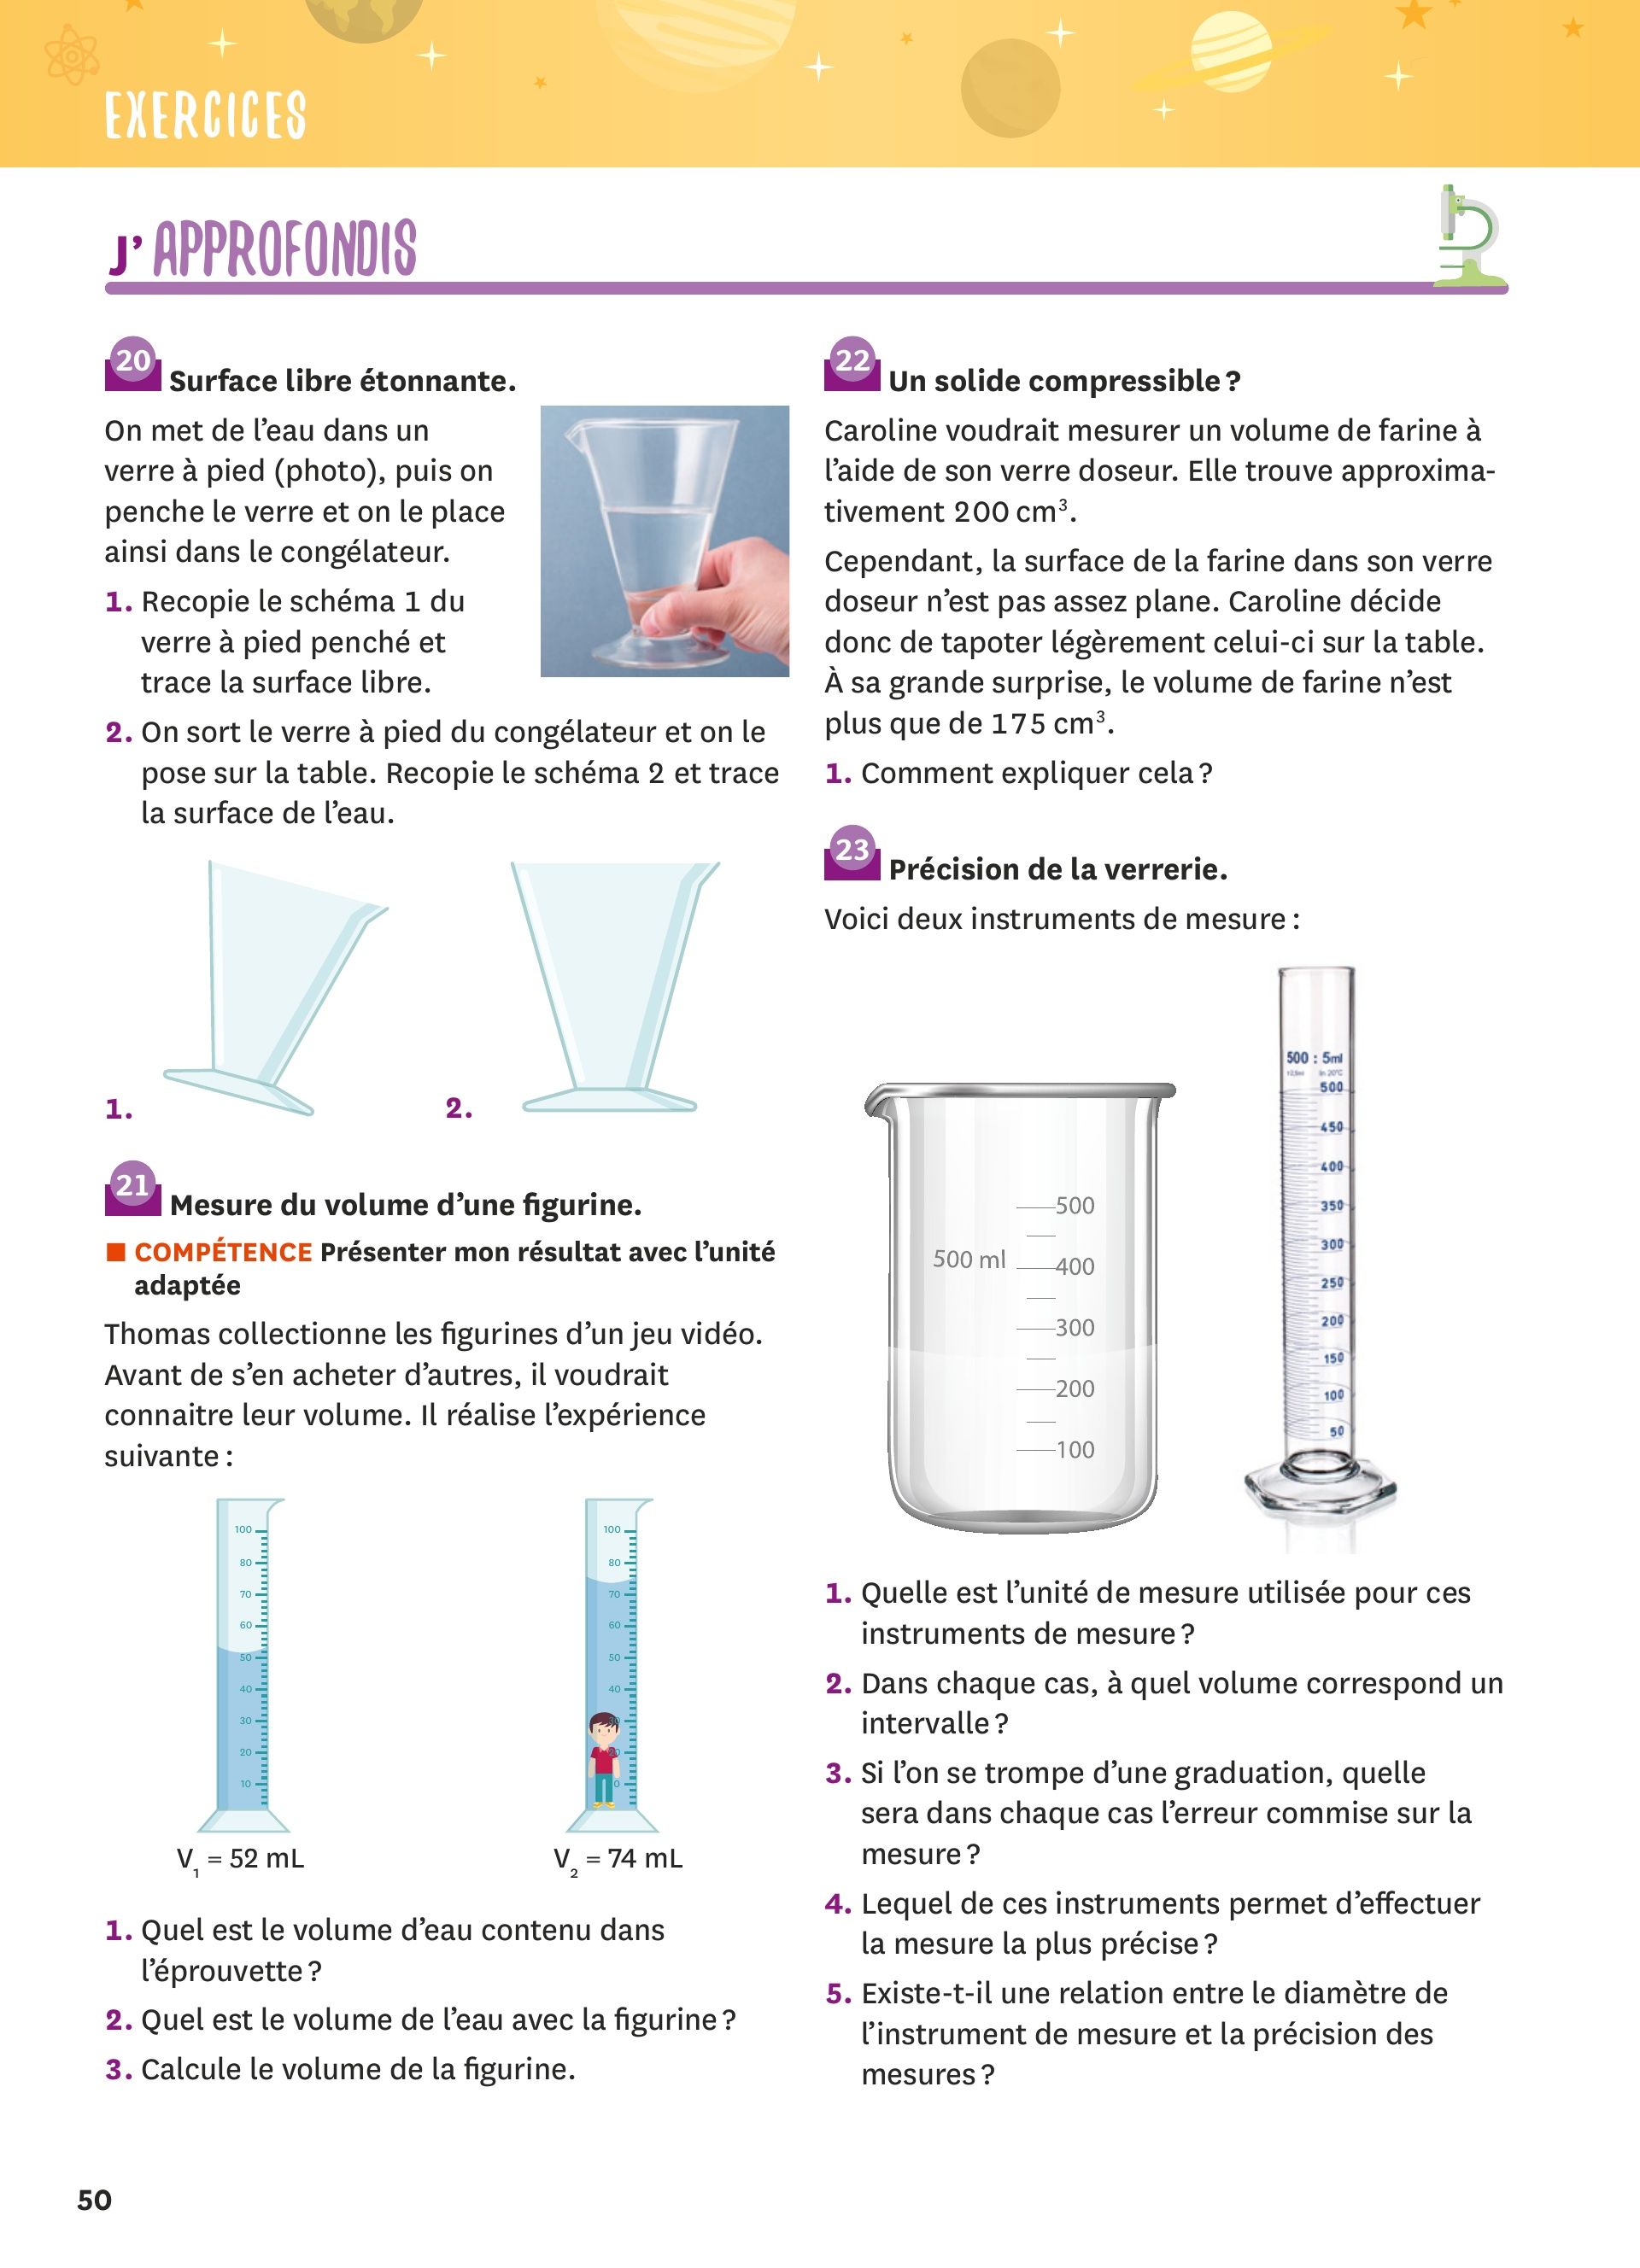 EXERCICES
J’ APPROFONDIS
20 Surface libre étonnante.
On met de l’eau dans un
verre à pied (photo), puis on
penche le verre et on le place
ainsi dans le congélateur.
1. Recopie le schéma 1 du
verre à pied penché et
trace la surface libre.
2. On sort le verre à pied du congélateur et on le
pose sur la table. Recopie le schéma 2 et trace
la surface de l’eau.
1.
2.
21 Mesure du volume d’une figurine.
■ COMPÉTENCE Présenter mon résultat avec l’unité
adaptée
Thomas collectionne les figurines d’un jeu vidéo.
Avant de s’en acheter d’autres, il voudrait
connaitre leur volume. Il réalise l’expérience
suivante :
100
80
70
60
50
40
30
20
10
V₁ = 52 mL
100
80
70
60
50
40
V₂ = 74 mL
1. Quel est le volume d’eau contenu dans
l’éprouvette ?
2. Quel est le volume de l’eau avec la figurine ?
3. Calcule le volume de la figurine.
22 Un solide compressible ?
Caroline voudrait mesurer un volume de farine à
l’aide de son verre doseur. Elle trouve approxima-
tivement 200 cm³.
Cependant, la surface de la farine dans son verre
doseur n’est pas assez plane. Caroline décide
donc de tapoter légèrement celui-ci sur la table.
À sa grande surprise, le volume de farine n’est
plus que de 175 cm³.
1. Comment expliquer cela ?
23 Précision de la verrerie.
Voici deux instruments de mesure :
500
500 ml
400
300
200
100
500 : 5ml
500
450
400
350
300
250
200
150
100
50
1. Quelle est l’unité de mesure utilisée pour ces
instruments de mesure ?
2. Dans chaque cas, à quel volume correspond un
intervalle ?
3. Si l’on se trompe d’une graduation, quelle
sera dans chaque cas l’erreur commise sur la
mesure ?
4. Lequel de ces instruments permet d’effectuer
la mesure la plus précise ?
5. Existe-t-il une relation entre le diamètre de
l’instrument de mesure et la précision des
mesures ?
50